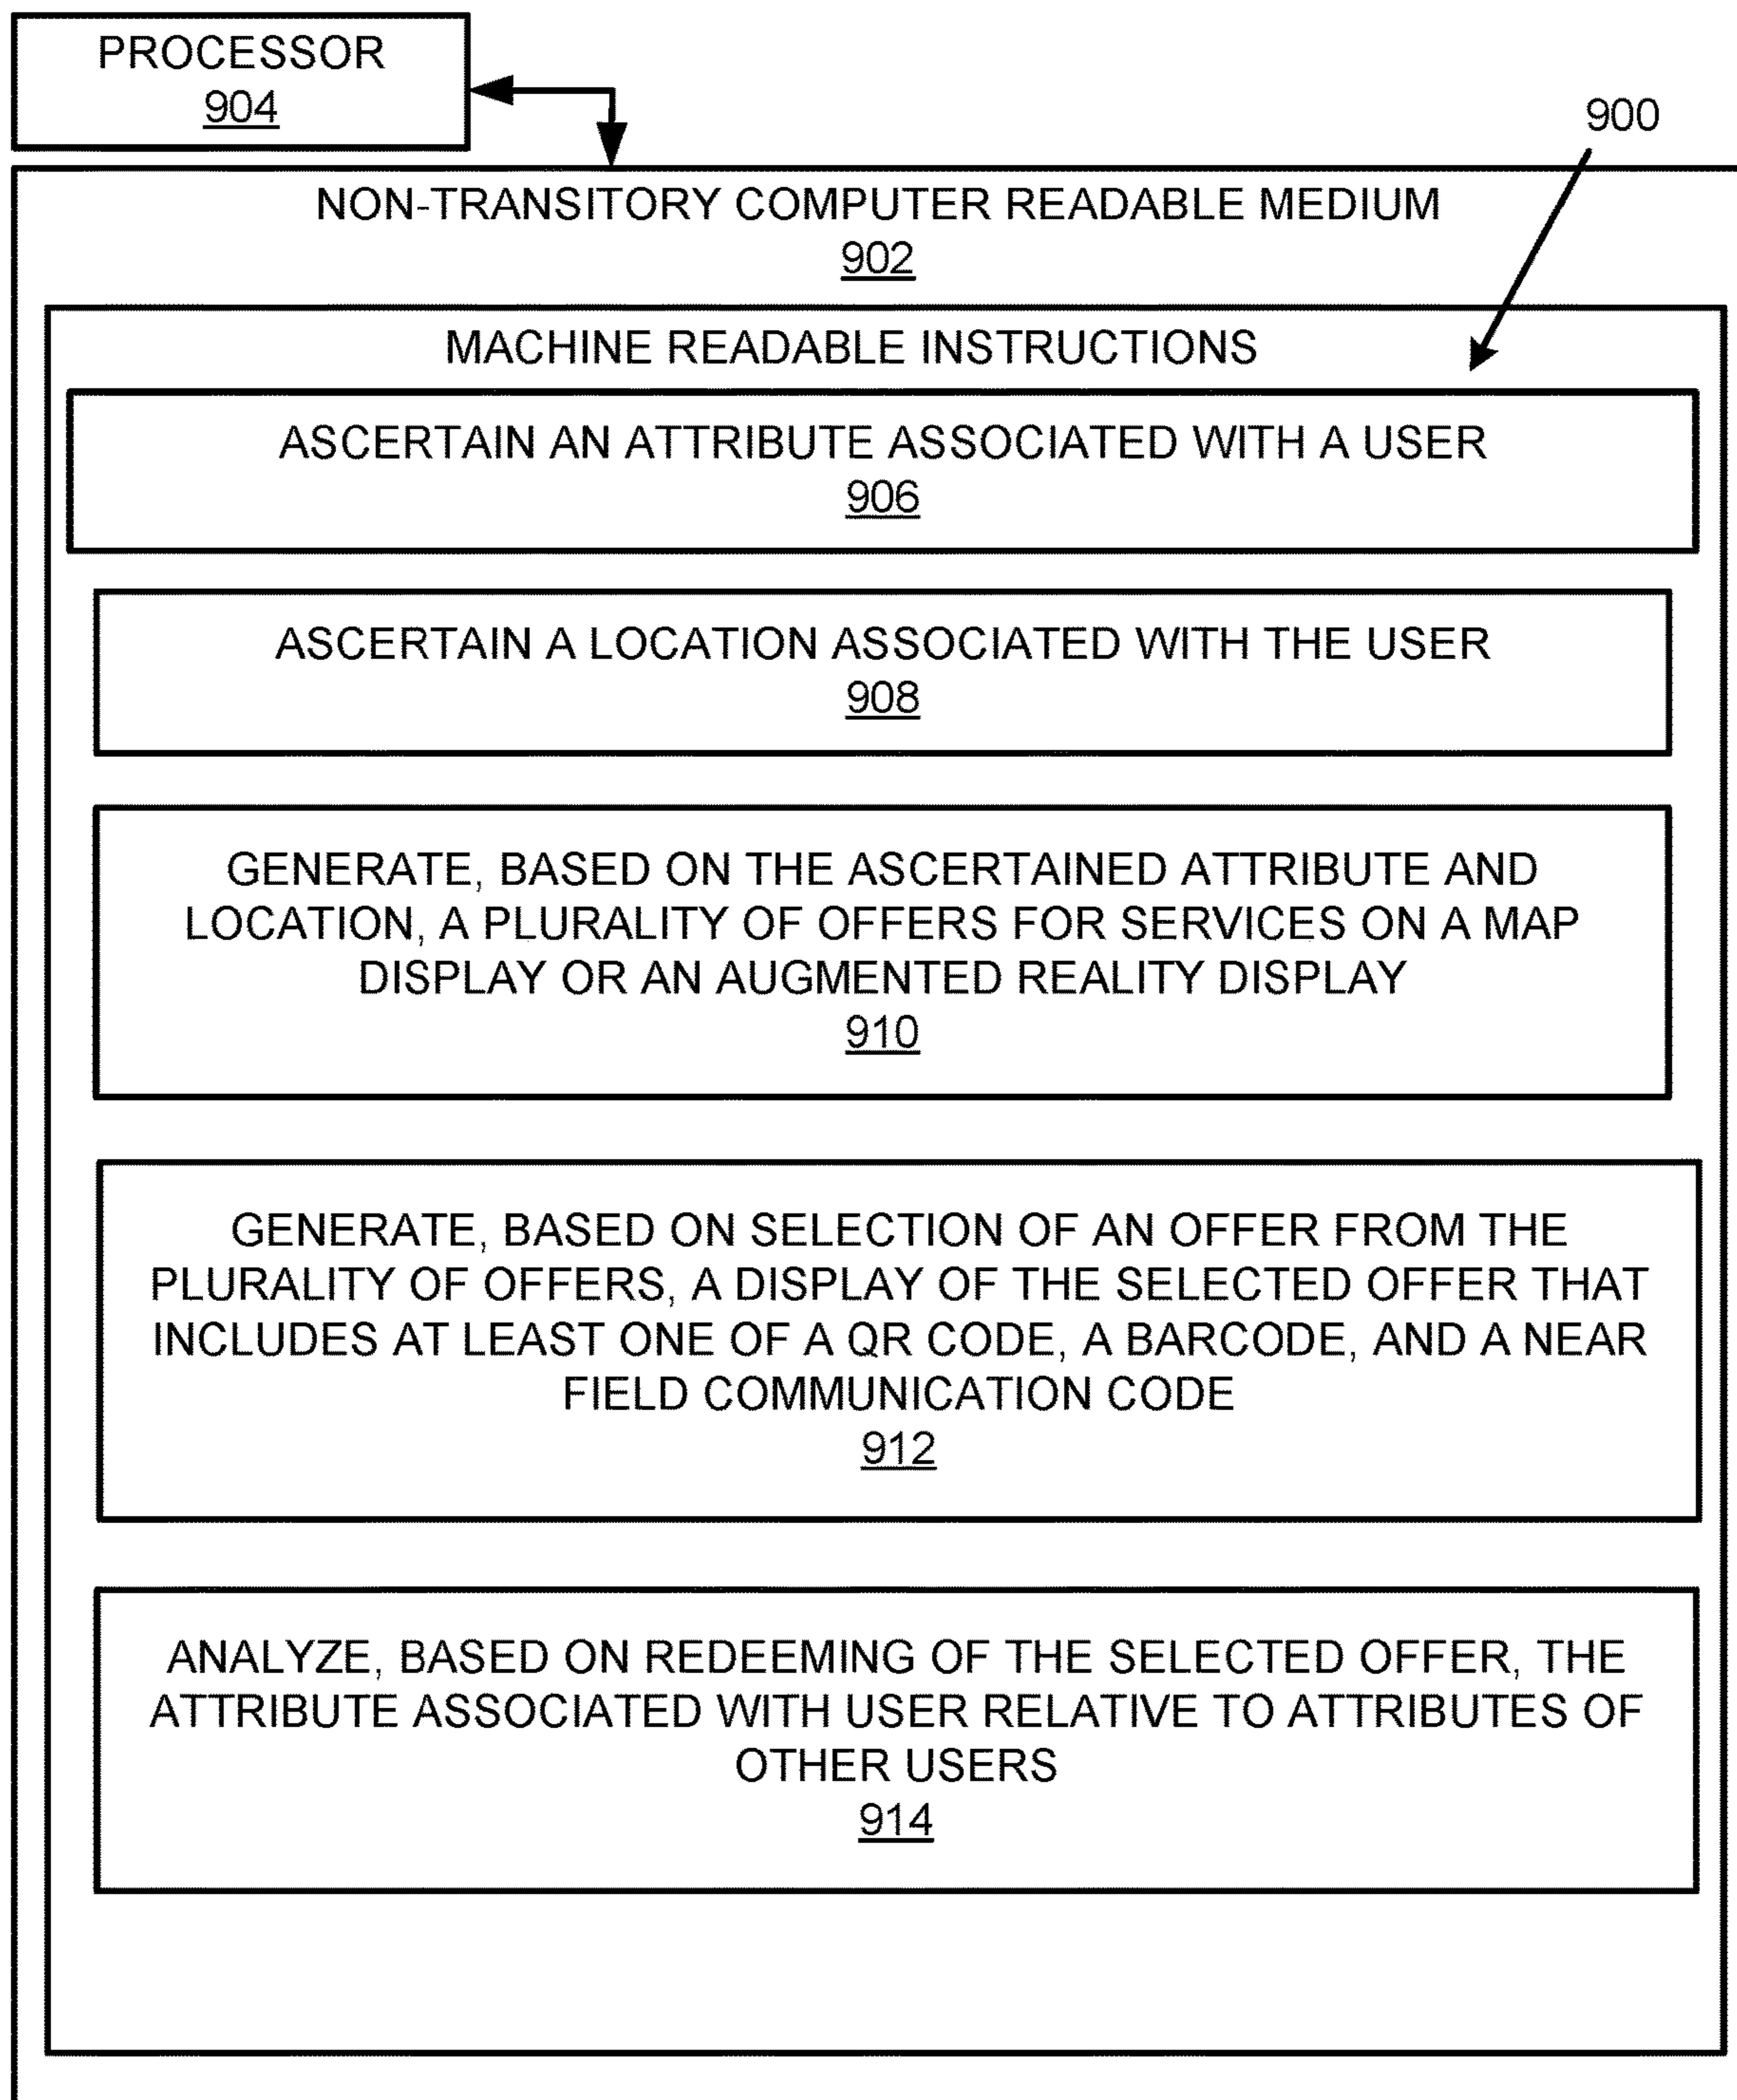 PROCESSOR
904
900
NON-TRANSITORY COMPUTER READABLE MEDIUM
902
MACHINE READABLE INSTRUCTIONS
ASCERTAIN AN ATTRIBUTE ASSOCIATED WITH A USER
906
ASCERTAIN A LOCATION ASSOCIATED WITH THE USER
908
GENERATE, BASED ON THE ASCERTAINED ATTRIBUTE AND
LOCATION, A PLURALITY OF OFFERS FOR SERVICES ON A MAP
DISPLAY OR AN AUGMENTED REALITY DISPLAY
910
GENERATE, BASED ON SELECTION OF AN OFFER FROM THE
PLURALITY OF OFFERS, A DISPLAY OF THE SELECTED OFFER THAT
INCLUDES AT LEAST ONE OF A QR CODE, A BARCODE, AND A NEAR
FIELD COMMUNICATION CODE
912
ANALYZE, BASED ON REDEEMING OF THE SELECTED OFFER, THE
ATTRIBUTE ASSOCIATED WITH USER RELATIVE TO ATTRIBUTES OF
OTHER USERS
914